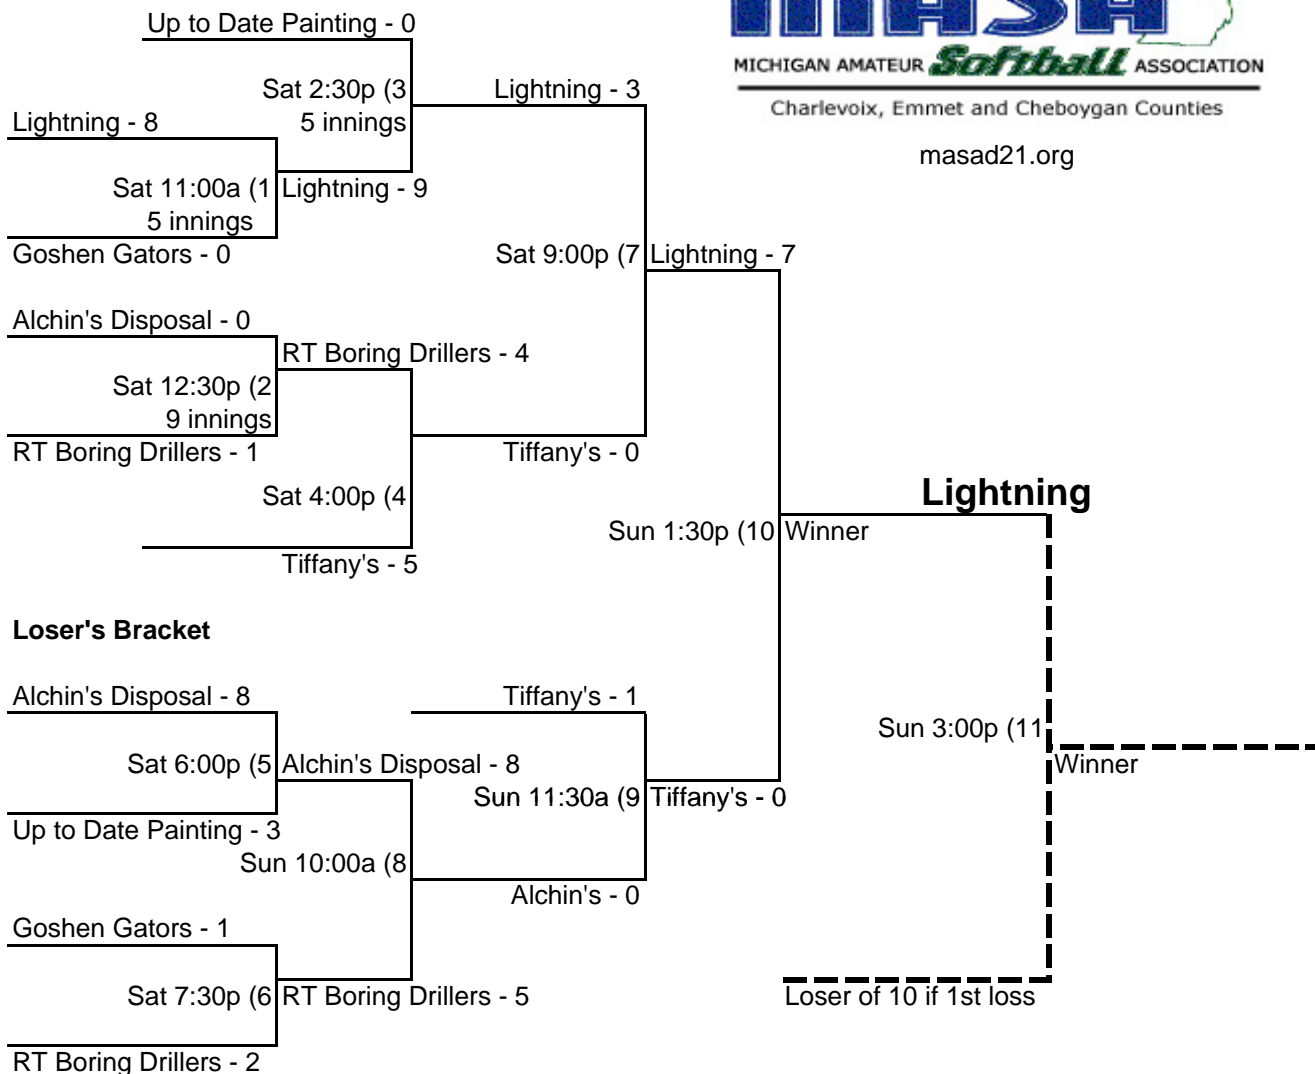 Up to Date Painting - 0
MASA
MICHIGAN AMATEUR Softball ASSOCIATION
Charlevoix, Emmet and Cheboygan Counties
masad21.org
Sat 2:30p (3
5 innings
Lightning - 3
Lightning - 8
Sat 11:00a (1
5 innings
Lightning - 9
Goshen Gators - 0
Sat 9:00p (7
Lightning - 7
Alchin's Disposal - 0
RT Boring Drillers - 4
Sat 12:30p (2
9 innings
RT Boring Drillers - 1
Tiffany's - 0
Sat 4:00p (4
Tiffany's - 5
Lightning
Sun 1:30p (10
Winner
Loser's Bracket
Alchin's Disposal - 8
Tiffany's - 1
Sat 6:00p (5
Alchin's Disposal - 8
Sun 11:30a (9
Tiffany's - 0
Up to Date Painting - 3
Sun 10:00a (8
Alchin's - 0
Goshen Gators - 1
Sat 7:30p (6
RT Boring Drillers - 5
RT Boring Drillers - 2
Sun 3:00p (11
Winner
Loser of 10 if 1st loss